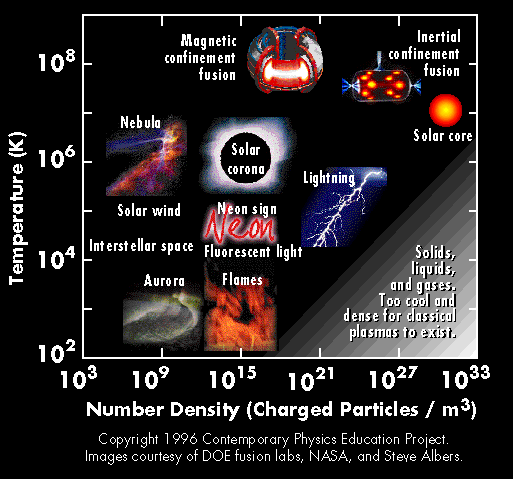 Magnetic
confinement
fusion
Inertial
confinement
fusion
Solar core
Nebula
Solar
corona
Lightning
Solar wind
Neon sign
Neon
Interstellar space
Fluorescent light
Aurora
Flames
Solids,
liquids,
and gases.
Too cool and
dense for classical
plasmas to exist.
Temperature (K)
10⁸
10⁶
10⁴
10²
10³ 10⁹ 10¹⁵ 10²¹ 10²⁷ 10³³
Number Density (Charged Particles / m³)
Copyright 1996 Contemporary Physics Education Project.
Images courtesy of DOE fusion labs, NASA, and Steve Albers.